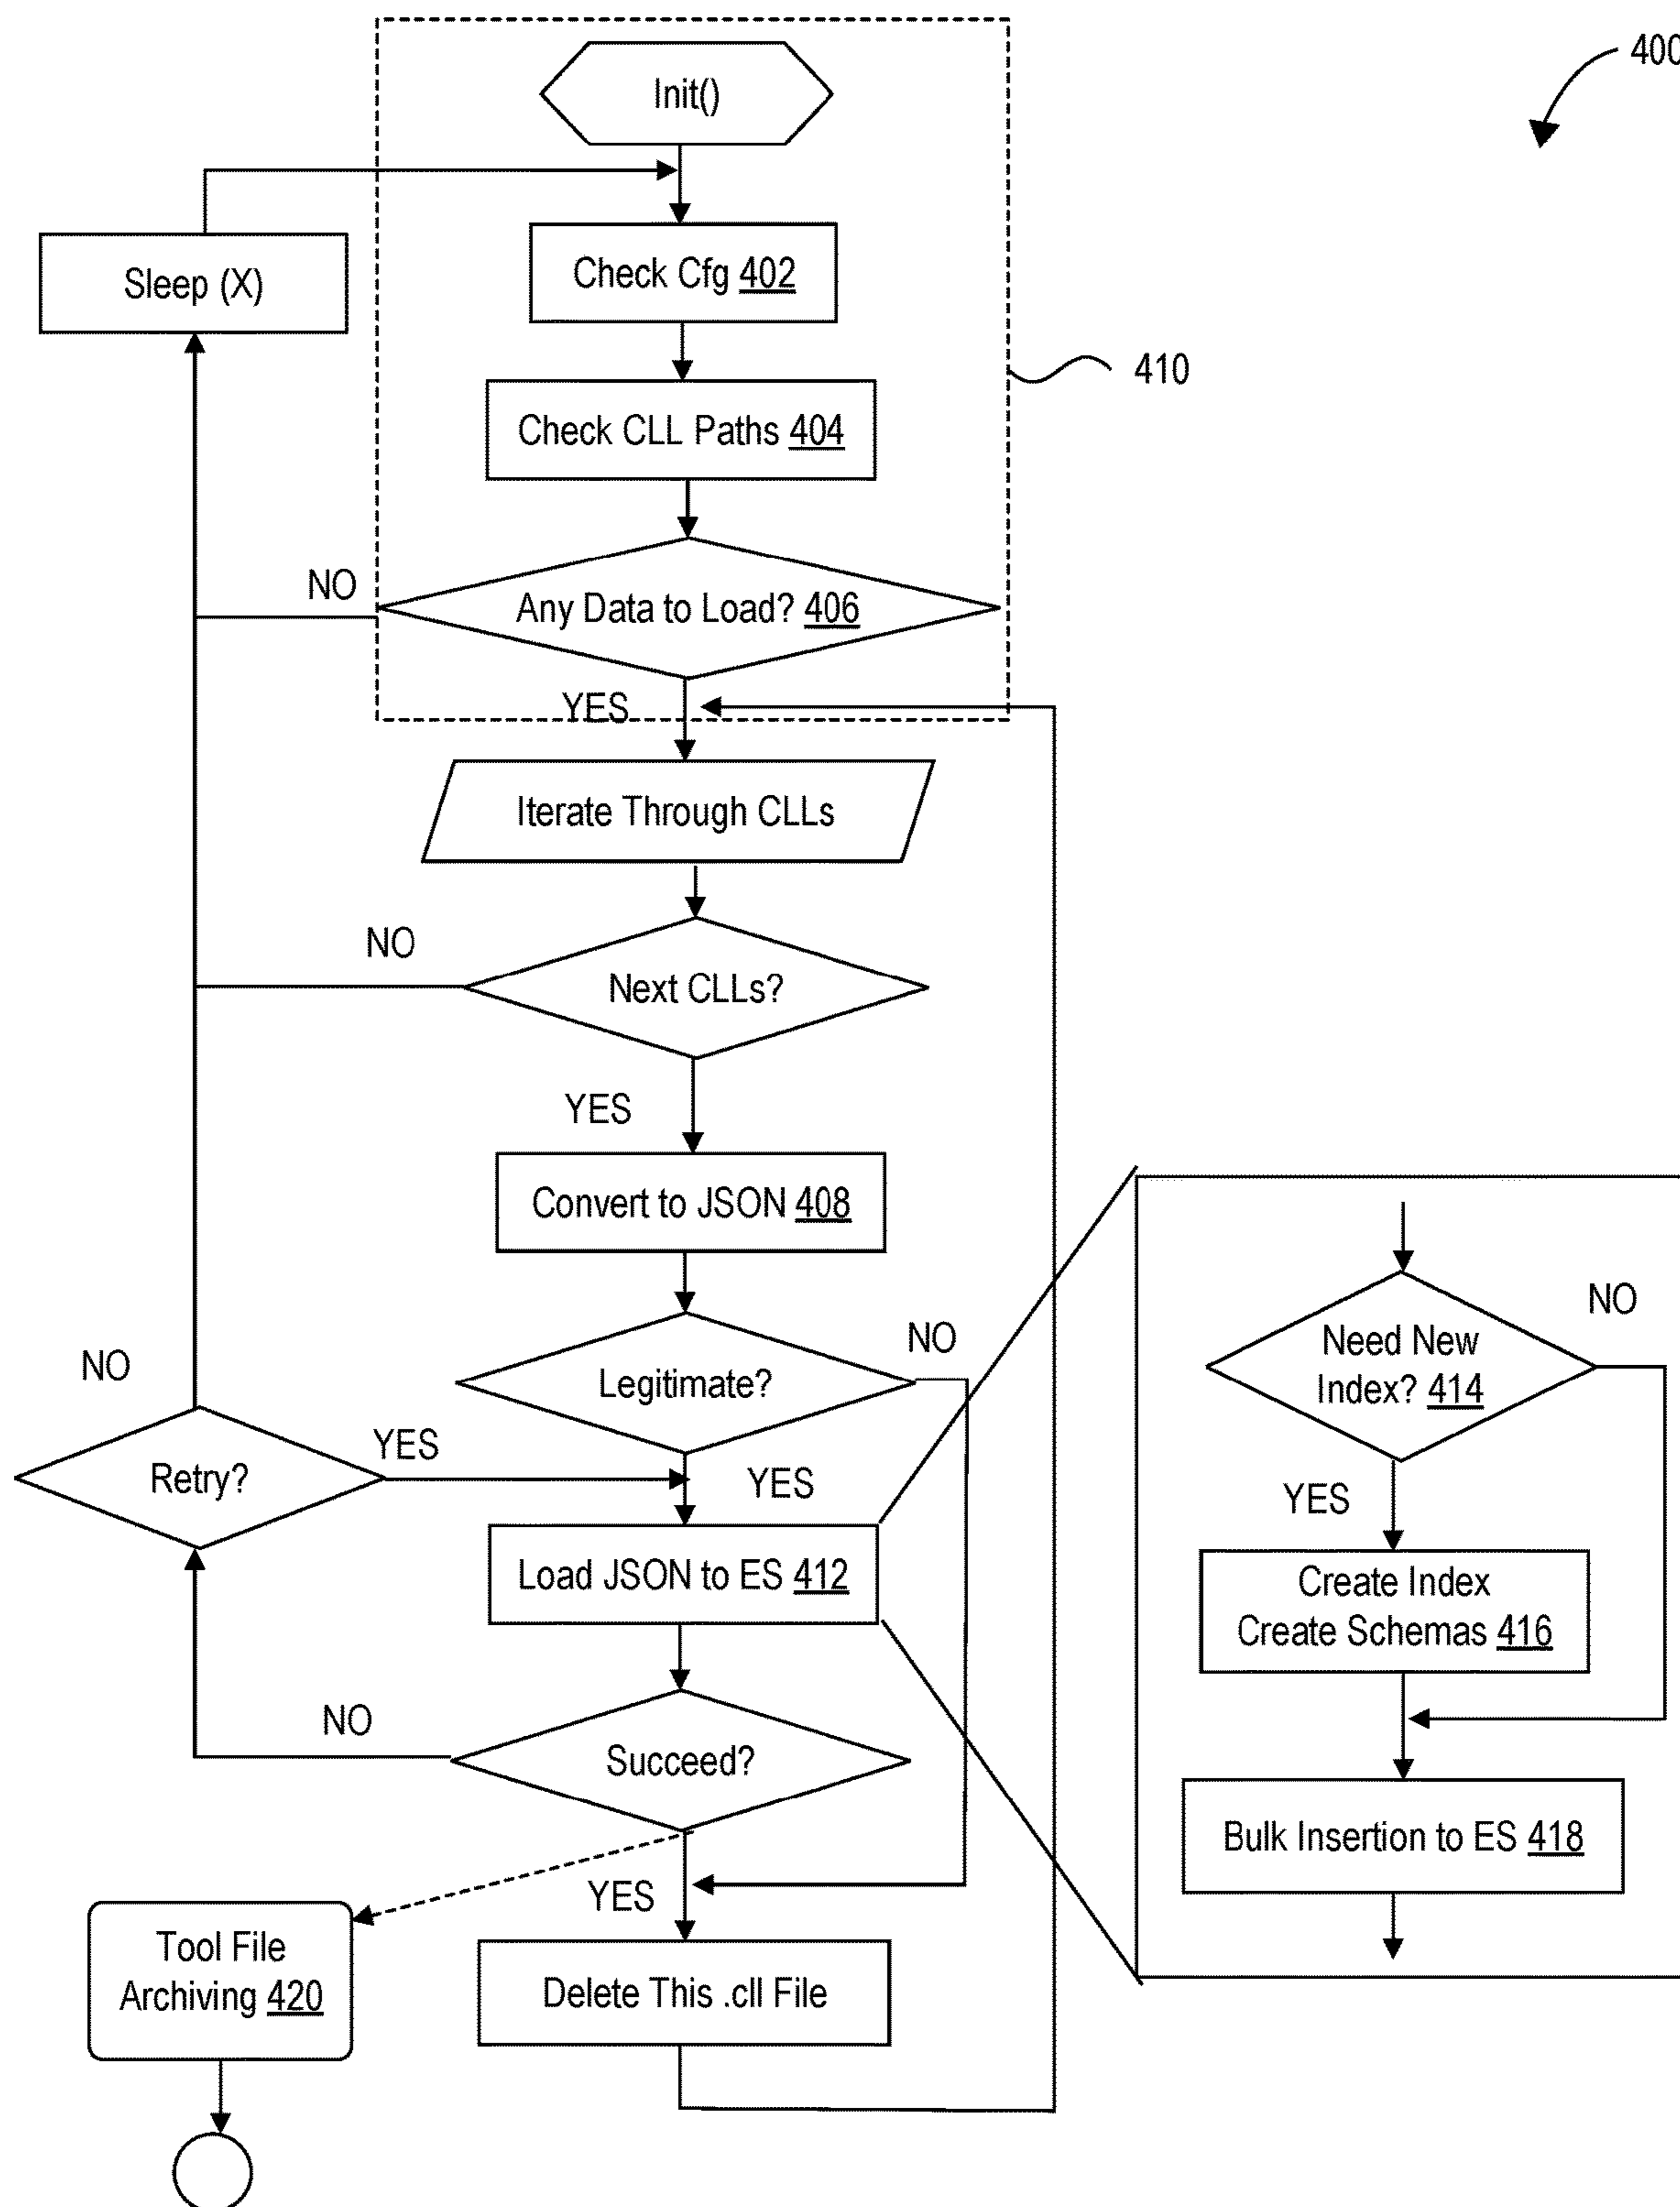 400
Init()
Sleep (X)
Check Cfg 402
410
Check CLL Paths 404
NO
Any Data to Load? 406
YES
Iterate Through CLLs
NO
Next CLLs?
YES
Convert to JSON 408
NO
Legitimate?
NO
Retry?
YES
YES
Load JSON to ES 412
NO
Succeed?
YES
Tool File
Archiving 420
Delete This .cll File
NO
Need New
Index? 414
YES
Create Index
Create Schemas 416
Bulk Insertion to ES 418